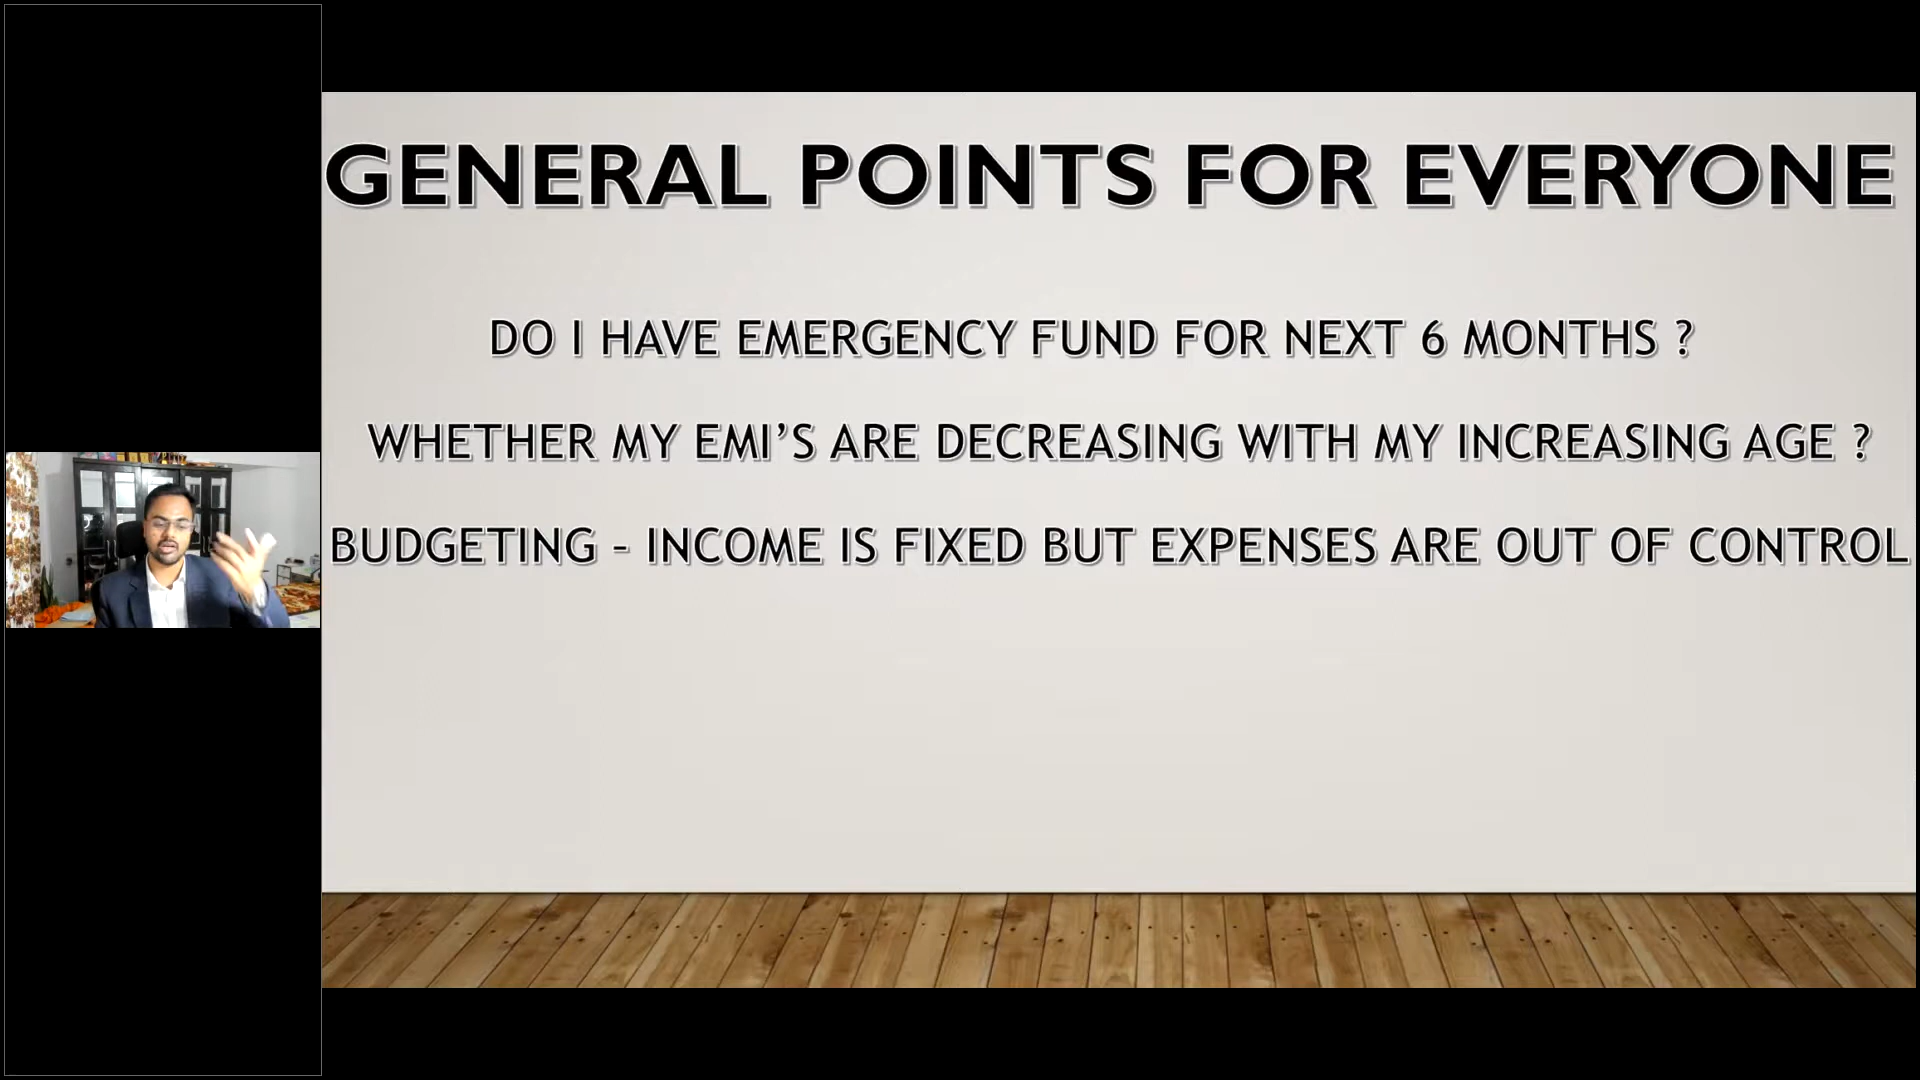 GENERAL POINTS FOR EVERYONE
DO I HAVE EMERGENCY FUND FOR NEXT 6 MONTHS ?
WHETHER MY EMI’S ARE DECREASING WITH MY INCREASING AGE ?
BUDGETING – INCOME IS FIXED BUT EXPENSES ARE OUT OF CONTROL